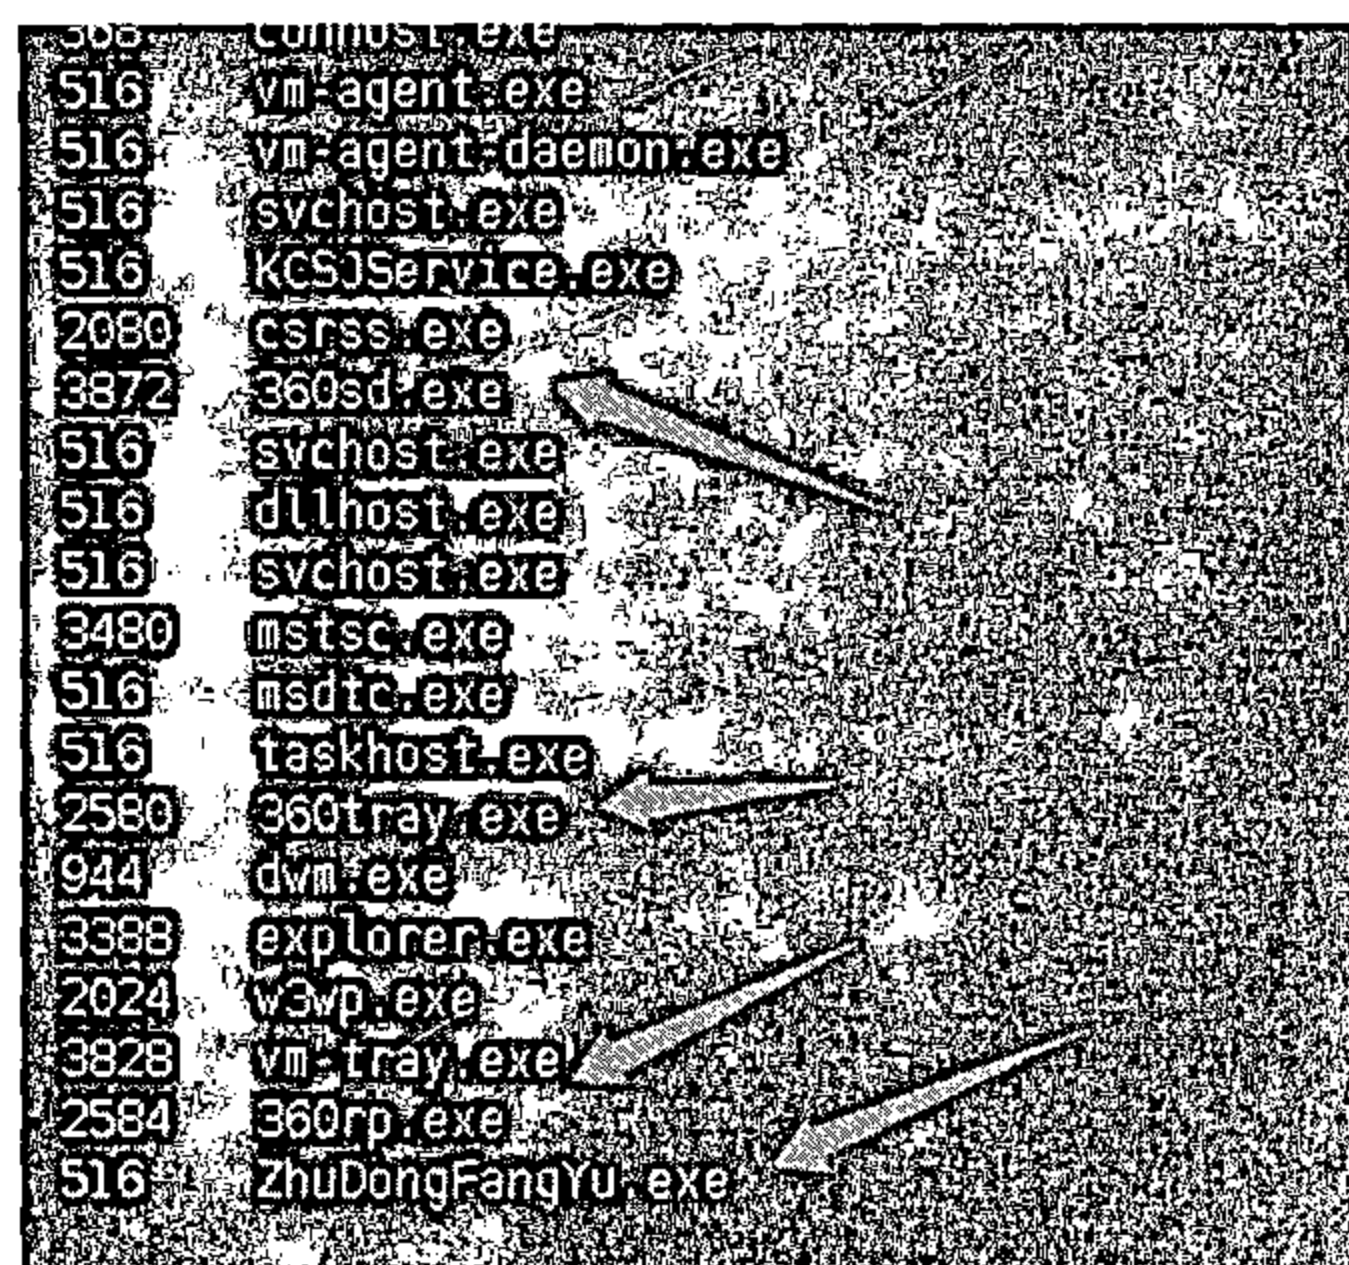 368 conhost.exe
516 vm-agent.exe
516 vm-agent-daemon.exe
516 svchost.exe
516 KCSJService.exe
2080 csrss.exe
3872 360sd.exe
516 svchost.exe
516 dllhost.exe
516 svchost.exe
3480 mstsc.exe
516 msdtc.exe
516 taskhost.exe
2580 360tray.exe
944 dwm.exe
3388 explorer.exe
2024 w3wp.exe
3828 vm-tray.exe
2584 360rp.exe
516 ZhuDongFangYu.exe